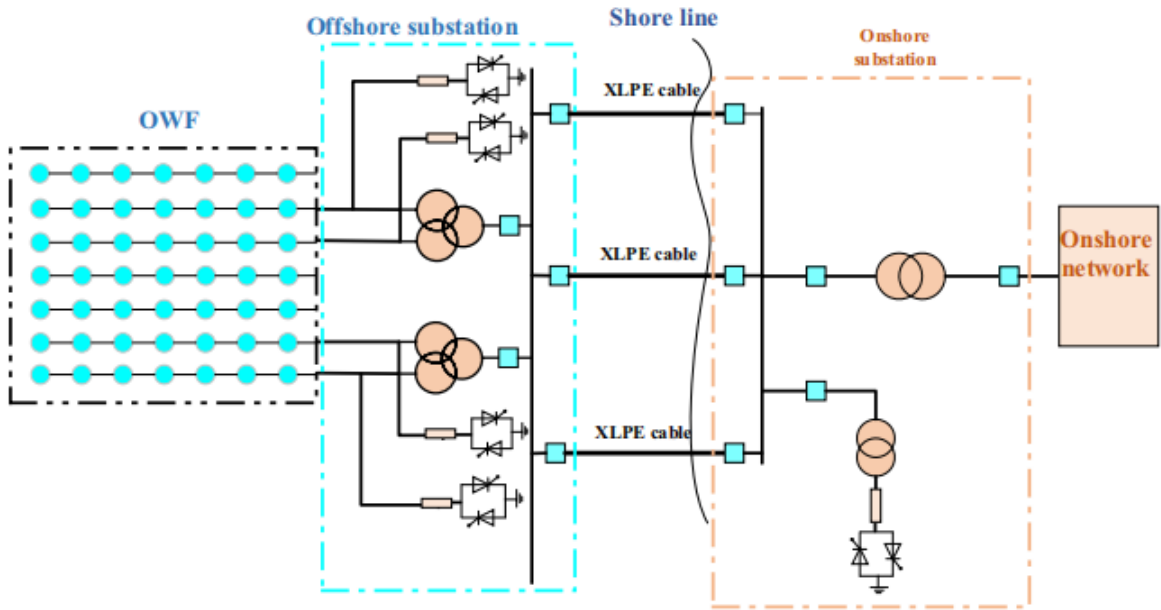 Offshore substation
Shore line
Onshore
substation
OWF
XLPE cable
XLPE cable
XLPE cable
Onshore
network